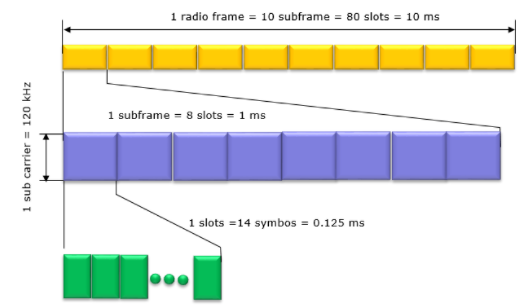 1 radio frame = 10 subframe = 80 slots = 10 ms
1 subframe = 8 slots = 1 ms
1 sub carrier = 120 kHz
1 slots =14 symbos = 0.125 ms